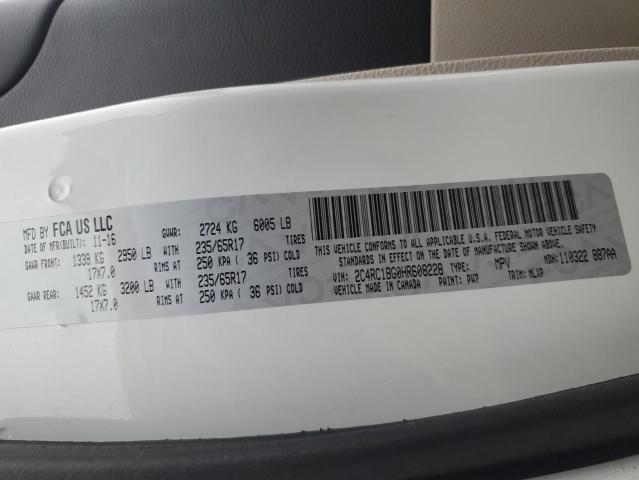 MFD BY FCA US LLC
DATE OF MFR(BUILT): 11-16 GVWR: 2724 KG 6005 LB
GAWR FRONT: 1339 KG 2950 LB WITH 235/65R17 TIRES
17X7.0 RIMS AT 250 KPA ( 36 PSI) COLD
GAWR REAR: 1452 KG 3200 LB WITH 235/65R17 TIRES
17X7.0 RIMS AT 250 KPA ( 36 PSI) COLD
THIS VEHICLE CONFORMS TO ALL APPLICABLE U.S.A. FEDERAL MOTOR VEHICLE SAFETY
STANDARDS IN EFFECT ON THE DATE OF MANUFACTURE SHOWN ABOVE.
VIN: 2C4RC1BG0HR608228 TYPE: MPV MDH: 110322 887AA
VEHICLE MADE IN CANADA PAINT: PW7 TRIM: MLXP